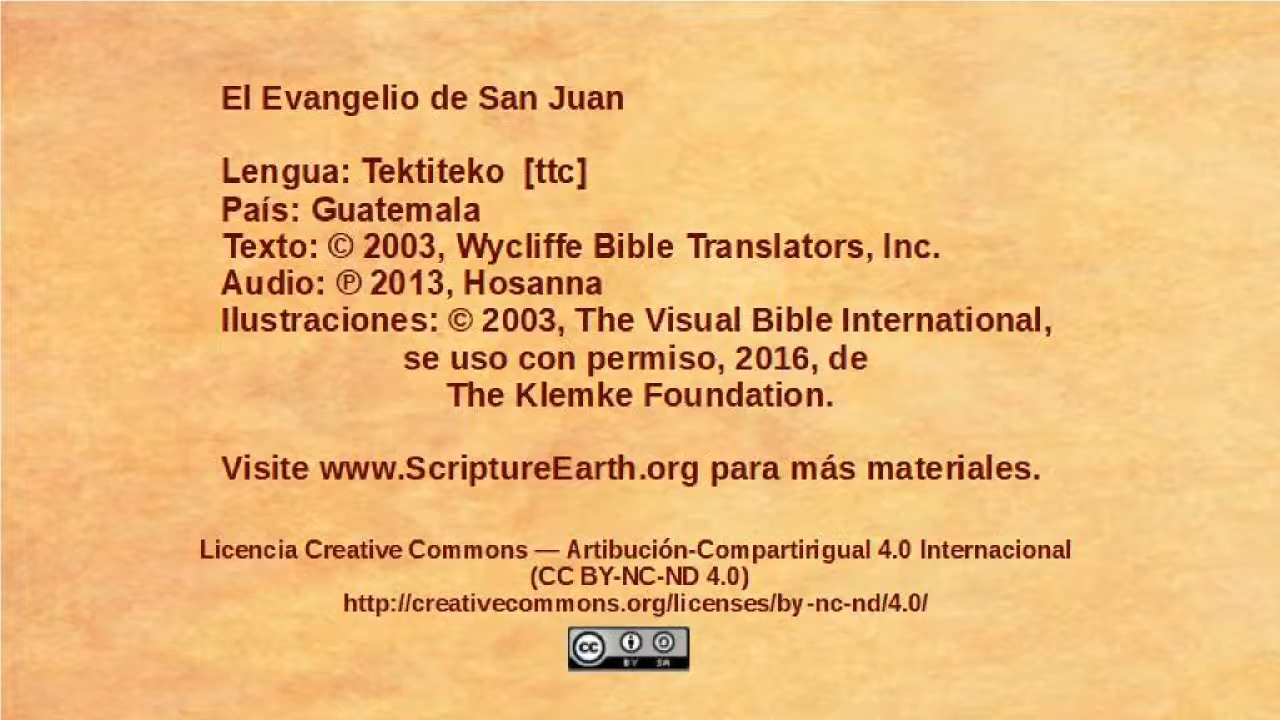 El Evangelio de San Juan
Lengua: Tektiteko [ttc]
País: Guatemala
Texto: © 2003, Wycliffe Bible Translators, Inc.
Audio: ℗ 2013, Hosanna
Ilustraciones: © 2003, The Visual Bible International,
se uso con permiso, 2016, de
The Klemke Foundation.
Visite www.ScriptureEarth.org para más materiales.
Licencia Creative Commons — Artibución-CompartirIgual 4.0 Internacional
(CC BY-NC-ND 4.0)
http://creativecommons.org/licenses/by-nc-nd/4.0/
cc BY SA